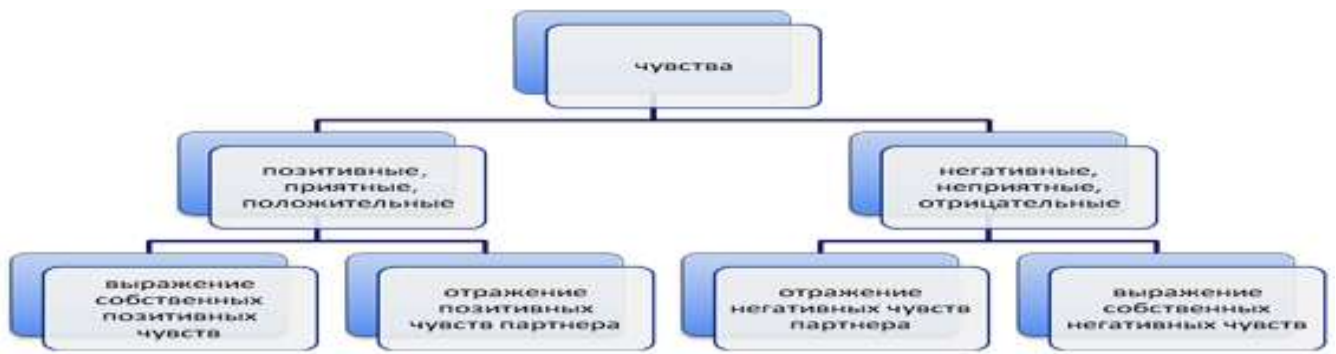 чувства
позитивные,
приятные,
положительные
негативные,
неприятные,
отрицательные
выражение
собственных
позитивных
чувств
отражение
позитивных
чувств партнера
отражение
негативных чувств
партнера
выражение
собственных
негативных чувств